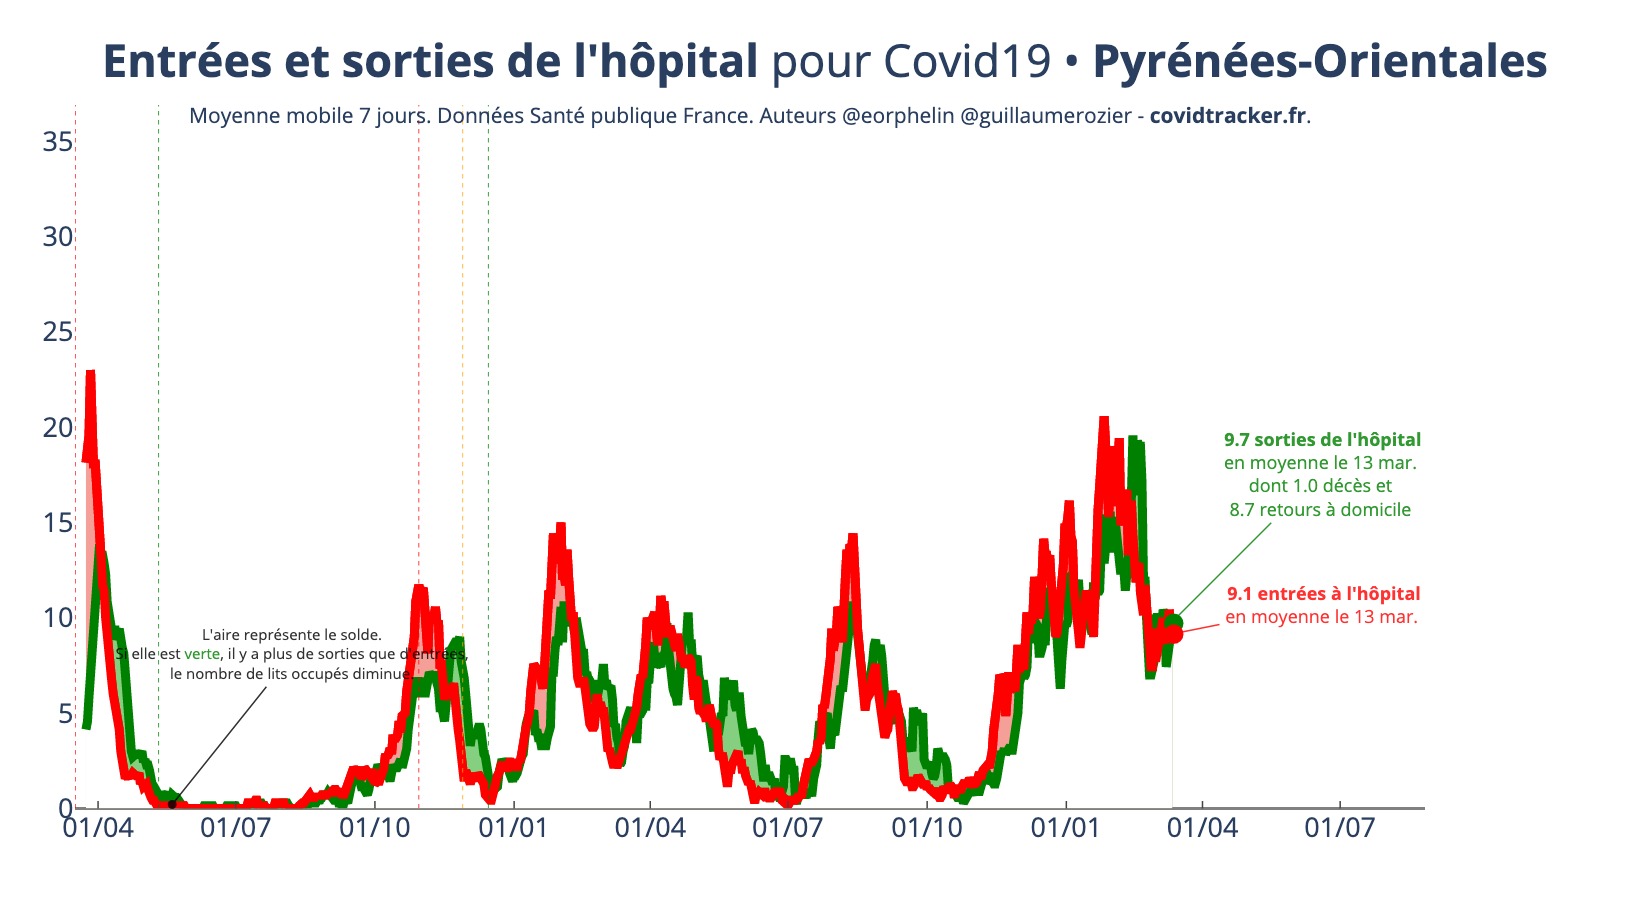 Entrées et sorties de l'hôpital pour Covid19 • Pyrénées-Orientales
Moyenne mobile 7 jours. Données Santé publique France. Auteurs @eorphelin @guillaumerozier - covidtracker.fr.
35
30
25
20
15
10
5
0
9.7 sorties de l'hôpital
en moyenne le 13 mar.
dont 1.0 décès et
8.7 retours à domicile
9.1 entrées à l'hôpital
en moyenne le 13 mar.
L'aire représente le solde.
Si elle est verte, il y a plus de sorties que d'entrées,
le nombre de lits occupés diminue.
01/04 01/07 01/10 01/01 01/04 01/07 01/10 01/01 01/04 01/07